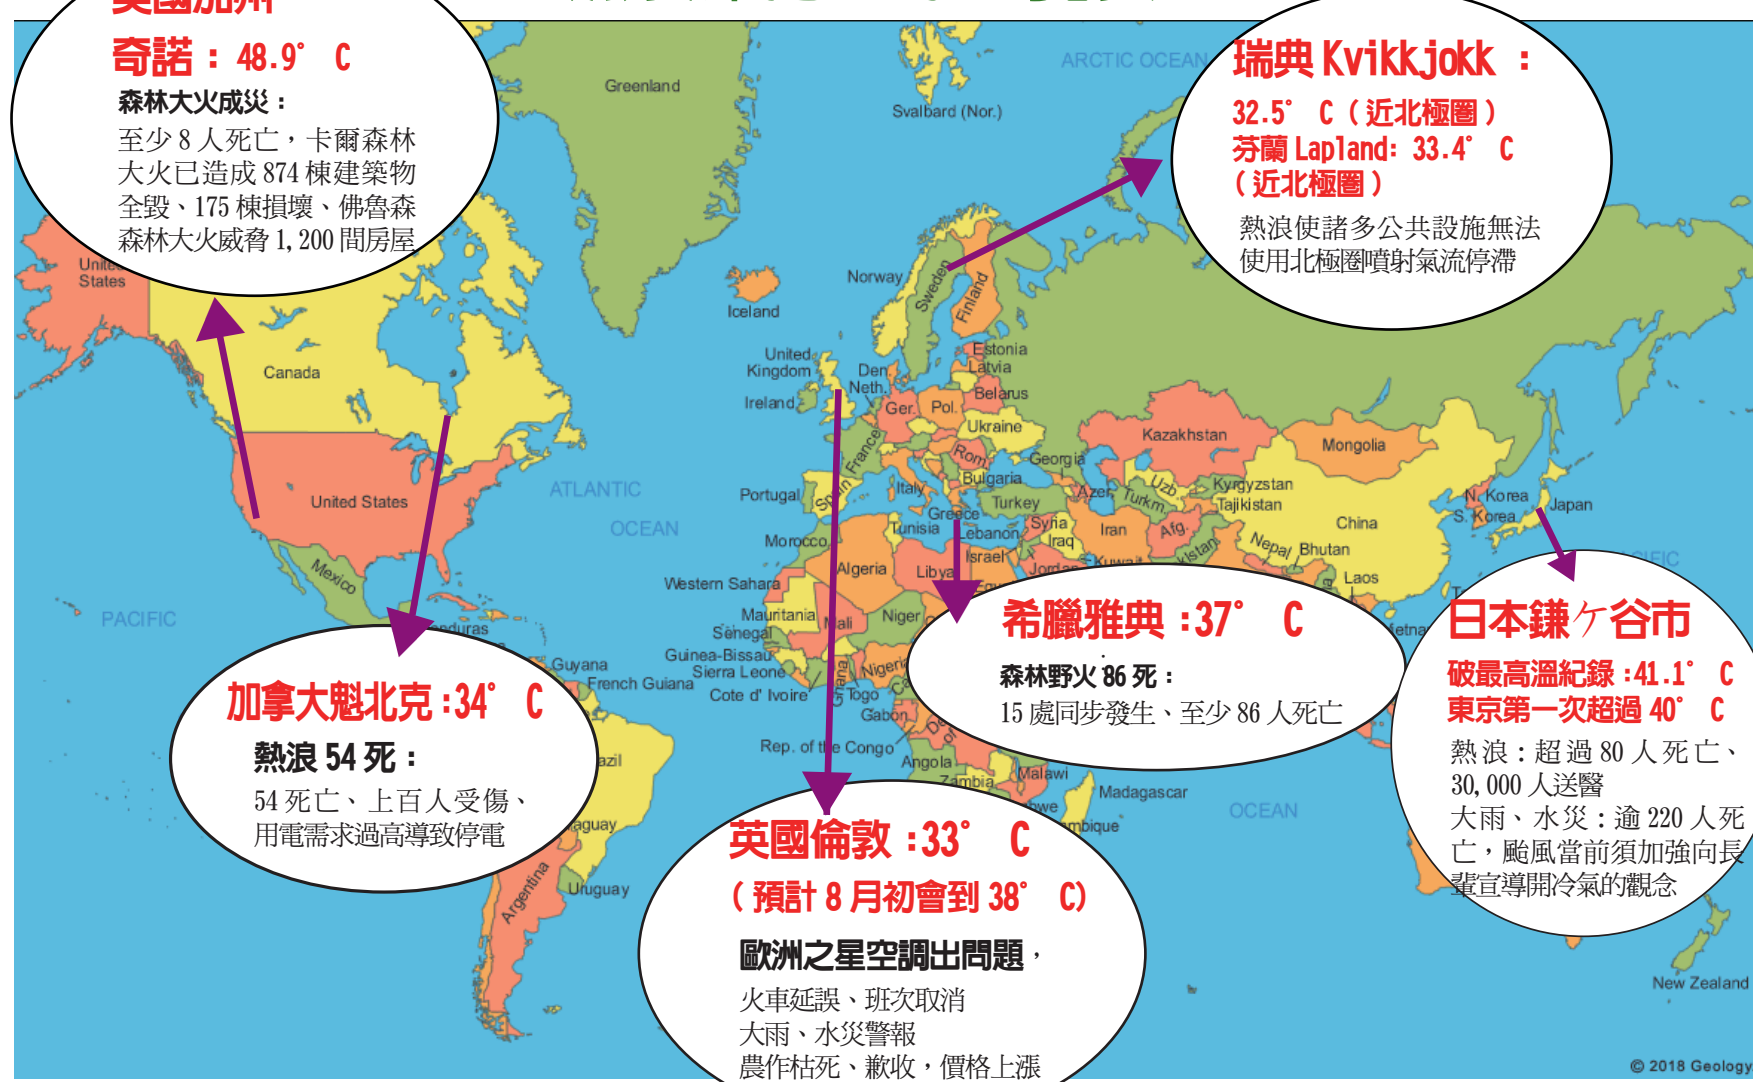 奇諾：48.9° C
森林大火成災：
至少 8 人死亡，卡爾森林
大火已造成 874 棟建築物
全毀、175 棟損壞、佛魯森
森林大火威脅 1,200 間房屋
瑞典 Kvikkjokk：
32.5° C（近北極圈）
芬蘭 Lapland: 33.4° C
（近北極圈）
熱浪使諸多公共設施無法
使用北極圈噴射氣流停滯
加拿大魁北克:34° C
熱浪 54 死：
54 死亡、上百人受傷、
用電需求過高導致停電
英國倫敦:33° C
（預計 8 月初會到 38° C）
歐洲之星空調出問題，
火車延誤、班次取消
大雨、水災警報
農作枯死、歉收，價格上漲
希臘雅典:37° C
森林野火 86 死：
15 處同步發生、至少 86 人死亡
日本鎌ケ谷市
破最高溫紀錄:41.1° C
東京第一次超過 40° C
熱浪：超過 80 人死亡、
30,000 人送醫
大雨、水災：逾 220 人死
亡，颱風當前須加強向長
輩宣導開冷氣的觀念
Greenland
ARCTIC OCEAN
Svalbard (Nor.)
United
States
Canada
Iceland
Norway
Sweden
Finland
United
Kingdom
Ireland
Den.
Neth.
Estonia
Latvia
Belarus
Ger.
Pol.
Ukraine
France
Rom.
Kazakhstan
Mongolia
United States
ATLANTIC
OCEAN
Portugal
Spain
Italy
Bulgaria
Georgia
Greece
Turkey
Azer.
Turkm.
Uzb.
Kyrgyzstan
Tajikistan
China
N. Korea
S. Korea
Japan
Mexico
Morocco
Tunisia
Lebanon
Syria
Iraq
Iran
Afg.
Israel
Nepal
Bhutan
Laos
Western Sahara
Algeria
Libya
Jordan
Kuwait
PACIFIC
Mauritania
Mali
Niger
Senegal
Guinea-Bissau
Sierra Leone
Cote d' Ivoire
Ghana
Togo
Nigeria
Gabon
Rep. of the Congo
Angola
Zambia
Malawi
Madagascar
Guyana
French Guiana
Argentina
Uruguay
OCEAN
New Zealand
© 2018 Geology